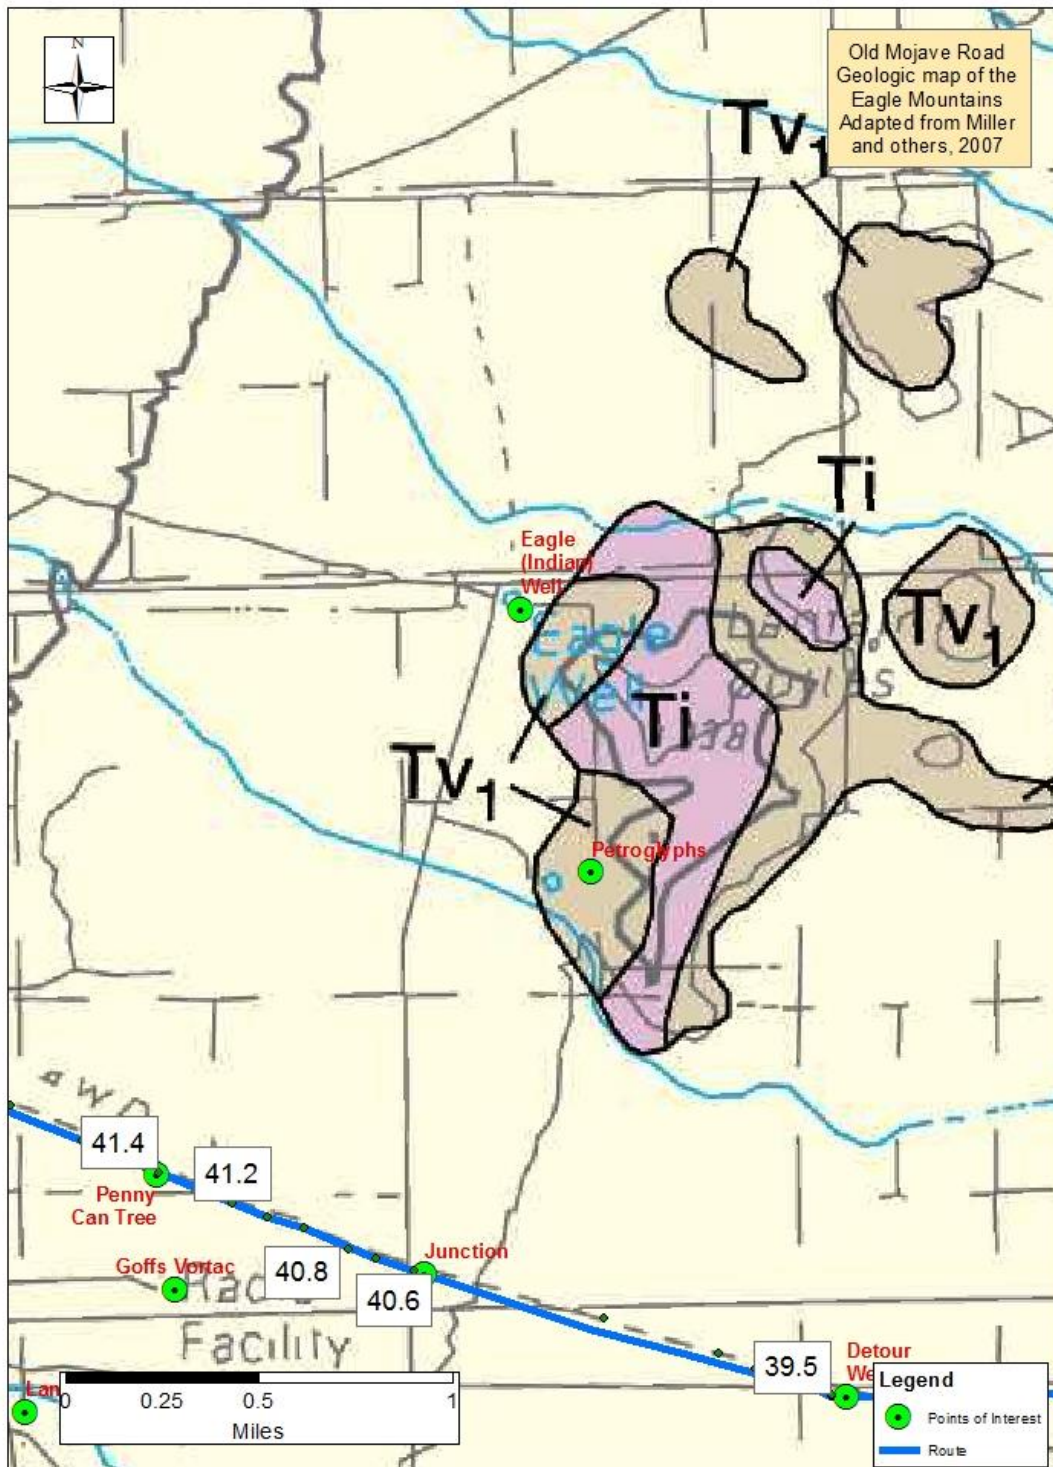 N
Old Mojave Road
Geologic map of the
Eagle Mountains
Adapted from Miller
and others, 2007
Tv1
Ti
Eagle
(Indian)
Well
Eagle
Well
Tv1
Ti
Tv1
Petroglyphs
41.4
41.2
Penny
Can Tree
Junction
Goffs Vortac
40.8
40.6
Facility
39.5
Detour
0 0.25 0.5 1
Miles
Legend
Points of Interest
Route